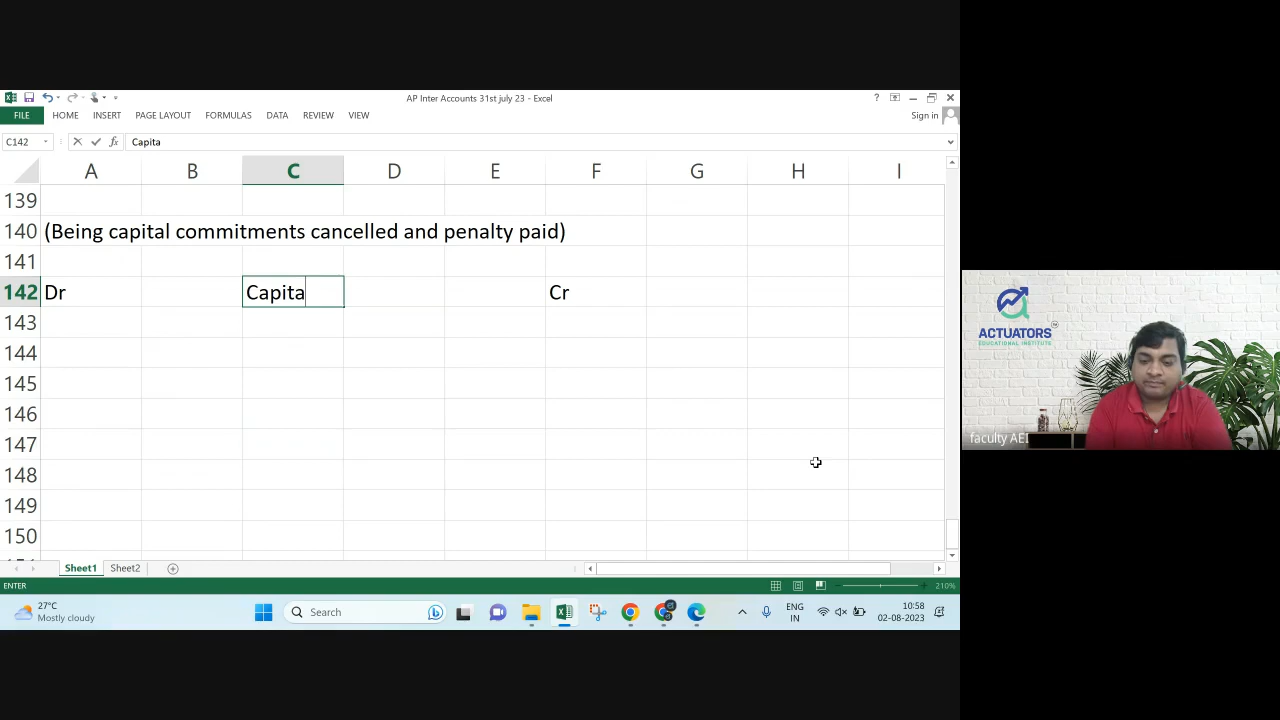 AP Inter Accounts 31st july 23 - Excel
?
FILE HOME INSERT PAGE LAYOUT FORMULAS DATA REVIEW VIEW
Sign in
C142 fx Capita
A B C D E F G H I
139
140 (Being capital commitments cancelled and penalty paid)
141
142 Dr Capita Cr
143
144
145
146
147
148
149
150
Sheet1 Sheet2
ENTER 210%
27°C
Mostly cloudy
Search
ENG
IN
10:58
02-08-2023
ACTUATORS
EDUCATIONAL INSTITUTE
faculty AEI